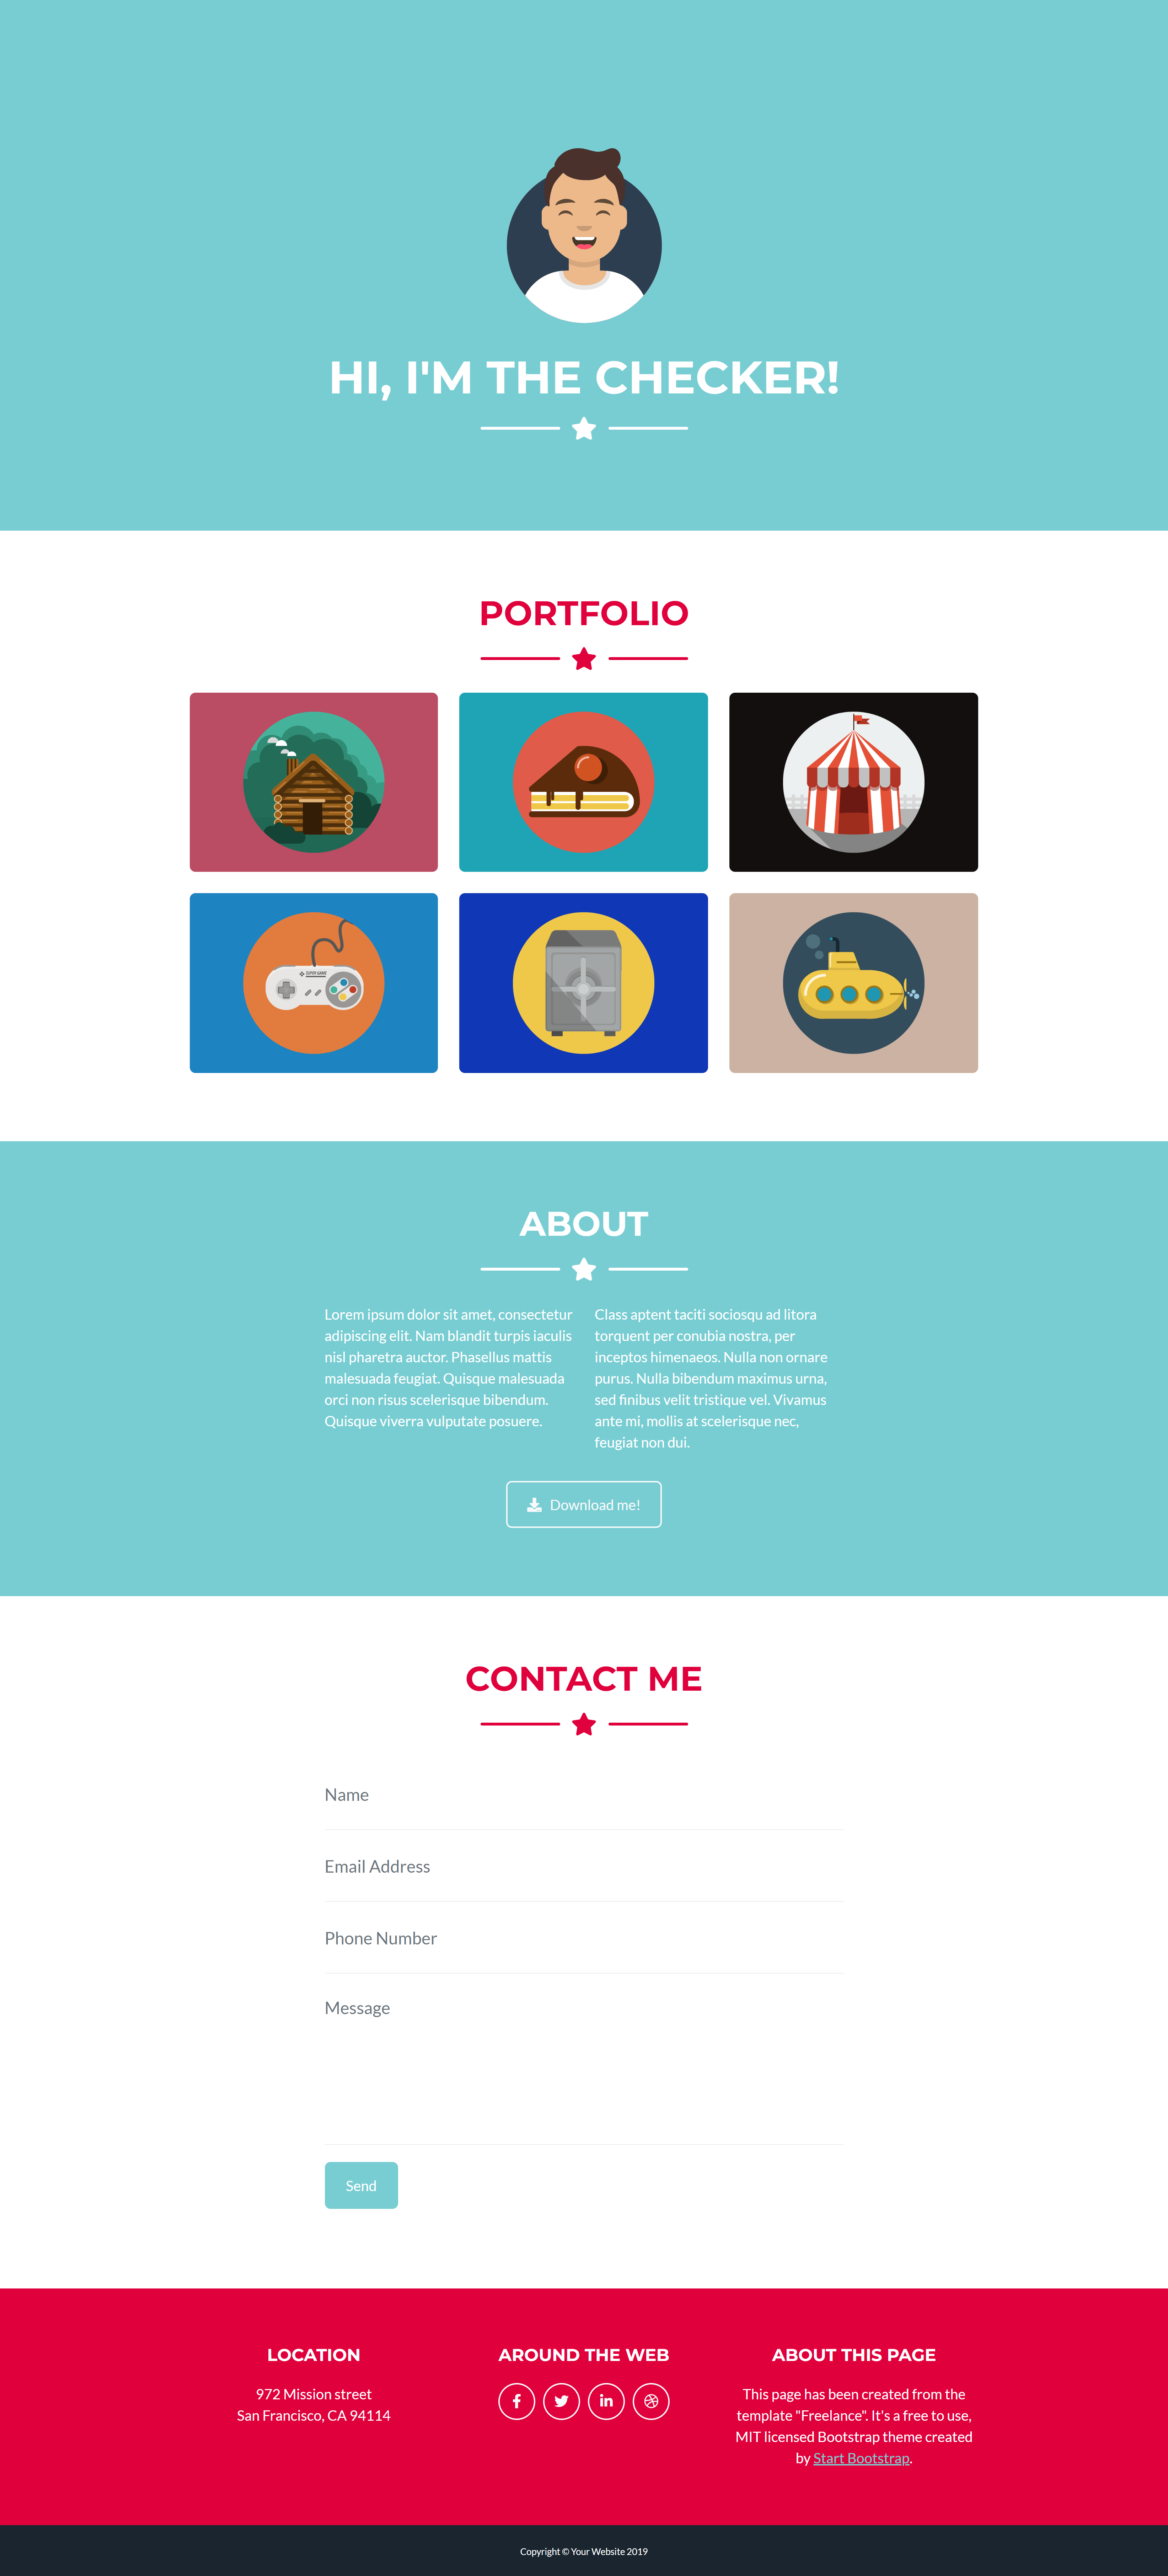 HI, I'M THE CHECKER!
PORTFOLIO
SUPER GAME
ABOUT
Lorem ipsum dolor sit amet, consectetur
adipiscing elit. Nam blandit turpis iaculis
nisl pharetra auctor. Phasellus mattis
malesuada feugiat. Quisque malesuada
orci non risus scelerisque bibendum.
Quisque viverra vulputate posuere.
Class aptent taciti sociosqu ad litora
torquent per conubia nostra, per
inceptos himenaeos. Nulla non ornare
purus. Nulla bibendum maximus urna,
sed finibus velit tristique vel. Vivamus
ante mi, mollis at scelerisque nec,
feugiat non dui.
Download me!
CONTACT ME
Name
Email Address
Phone Number
Message
Send
LOCATION
972 Mission street
San Francisco, CA 94114
AROUND THE WEB
ABOUT THIS PAGE
This page has been created from the
template "Freelance". It's a free to use,
MIT licensed Bootstrap theme created
by Start Bootstrap.
Copyright © Your Website 2019